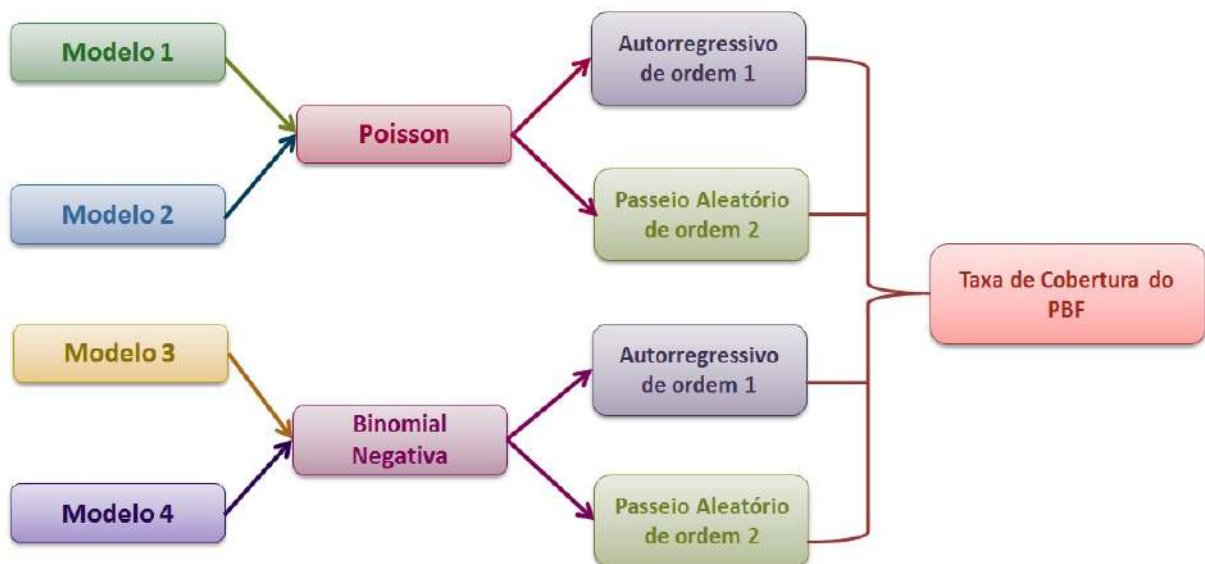 Modelo 1
Modelo 2
Poisson
Autorregressivo
de ordem 1
Passeio Aleatório
de ordem 2
Modelo 3
Modelo 4
Binomial
Negativa
Autorregressivo
de ordem 1
Passeio Aleatório
de ordem 2
Taxa de Cobertura do
PBF